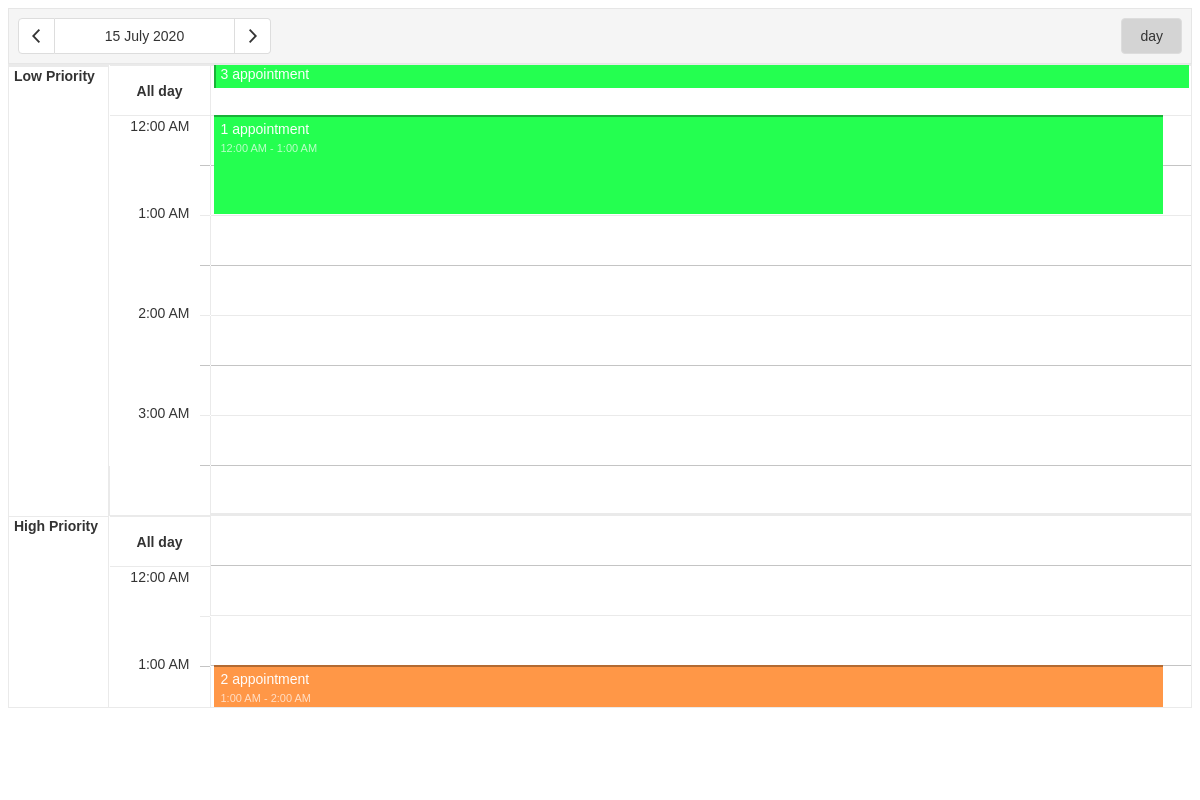 15 July 2020
day
Low Priority
All day
3 appointment
12:00 AM
1 appointment
12:00 AM - 1:00 AM
1:00 AM
2:00 AM
3:00 AM
High Priority
All day
12:00 AM
1:00 AM
2 appointment
1:00 AM - 2:00 AM